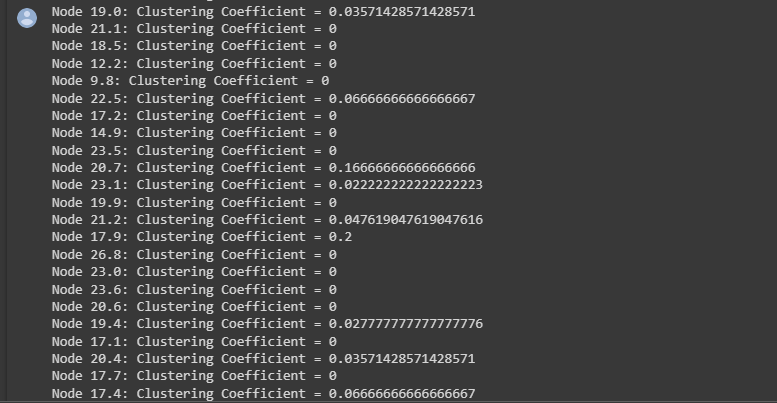 Node 19.0: Clustering Coefficient = 0.03571428571428571
Node 21.1: Clustering Coefficient = 0
Node 18.5: Clustering Coefficient = 0
Node 12.2: Clustering Coefficient = 0
Node 9.8: Clustering Coefficient = 0
Node 22.5: Clustering Coefficient = 0.06666666666666667
Node 17.2: Clustering Coefficient = 0
Node 14.9: Clustering Coefficient = 0
Node 23.5: Clustering Coefficient = 0
Node 20.7: Clustering Coefficient = 0.16666666666666666
Node 23.1: Clustering Coefficient = 0.022222222222222223
Node 19.9: Clustering Coefficient = 0
Node 21.2: Clustering Coefficient = 0.047619047619047616
Node 17.9: Clustering Coefficient = 0.2
Node 26.8: Clustering Coefficient = 0
Node 23.0: Clustering Coefficient = 0
Node 23.6: Clustering Coefficient = 0
Node 20.6: Clustering Coefficient = 0
Node 19.4: Clustering Coefficient = 0.027777777777777776
Node 17.1: Clustering Coefficient = 0
Node 20.4: Clustering Coefficient = 0.03571428571428571
Node 17.7: Clustering Coefficient = 0
Node 17.4: Clustering Coefficient = 0.06666666666666667